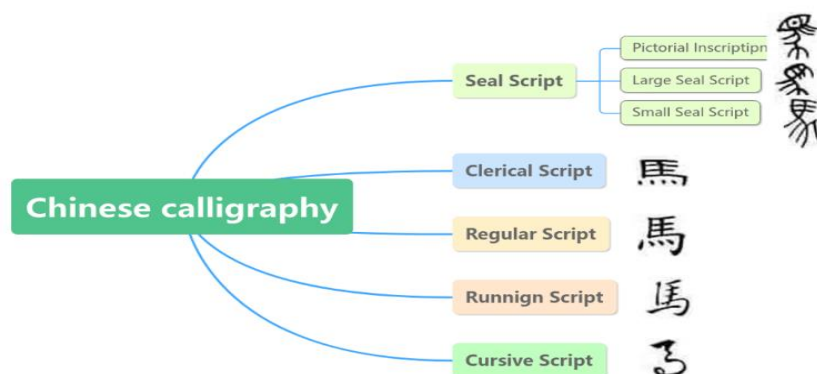 Chinese calligraphy
Seal Script
Pictorial Inscriptipn
Large Seal Script
Small Seal Script
Clerical Script
馬
Regular Script
馬
Runnign Script
馬
Cursive Script